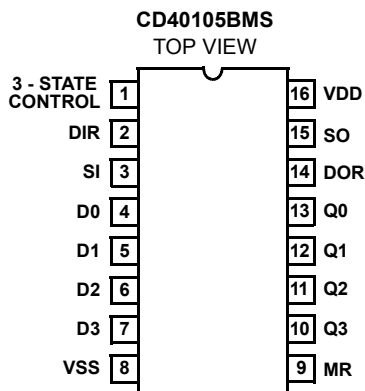 CD40105BMS
TOP VIEW
3 - STATE
CONTROL 1 16 VDD
DIR 2 15 SO
SI 3 14 DOR
D0 4 13 Q0
D1 5 12 Q1
D2 6 11 Q2
D3 7 10 Q3
VSS 8 9 MR